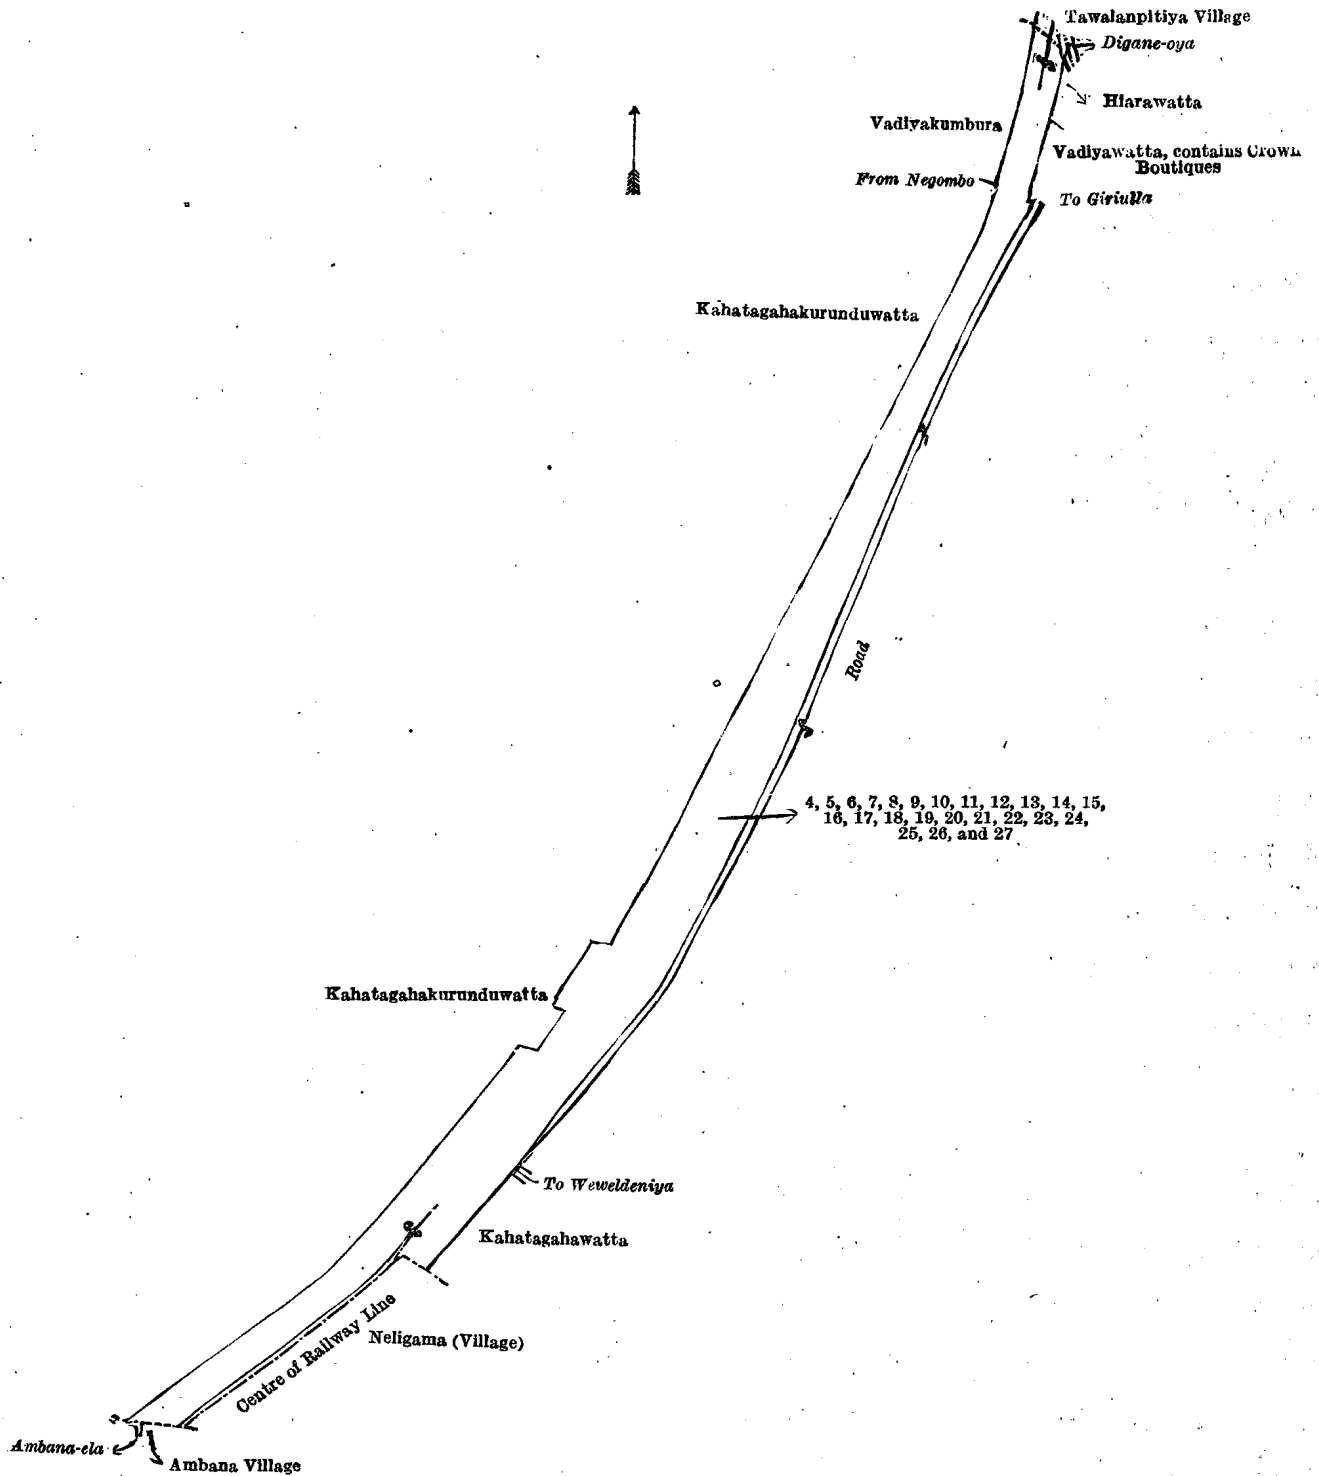 Tawalanpitiya Village
Digane-oya
Hiarawatta
Vadiyakumbura
Vadiyawatta, contains Crown
Boutiques
From Negombo
To Giriulla
Kahatagahakurunduwatta
Road
4, 5, 6, 7, 8, 9, 10, 11, 12, 13, 14, 15,
16, 17, 18, 19, 20, 21, 22, 23, 24,
25, 26, and 27
Kahatagahakurunduwatta
To Weweldeniya
Kahatagahawatta
Centre of Railway Line
Neligama (Village)
Ambana-ela
Ambana Village